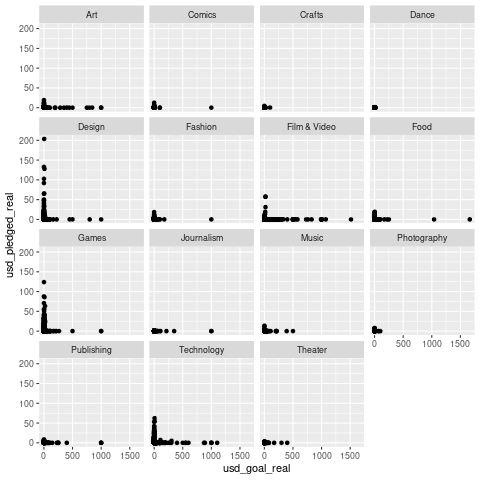 Art Comics Crafts Dance
200
150
100
50
0
Design Fashion Film & Video Food
200
150
100
50
0
Games Journalism Music Photography
200
150
100
50
0
0 500 1000 1500
Publishing Technology Theater
200
150
100
50
0
0 500 1000 1500 0 500 1000 1500 0 500 1000 1500
usd_goal_real
usd_pledged_real